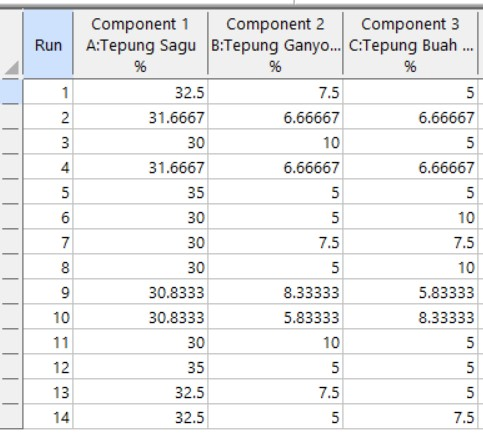 Run Component 1 Component 2 Component 3
A:Tepung Sagu B:Tepung Ganyo... C:Tepung Buah ...
% % %
1 32.5 7.5 5
2 31.6667 6.66667 6.66667
3 30 10 5
4 31.6667 6.66667 6.66667
5 35 5 5
6 30 5 10
7 30 7.5 7.5
8 30 5 10
9 30.8333 8.33333 5.83333
10 30.8333 5.83333 8.33333
11 30 10 5
12 35 5 5
13 32.5 7.5 5
14 32.5 5 7.5